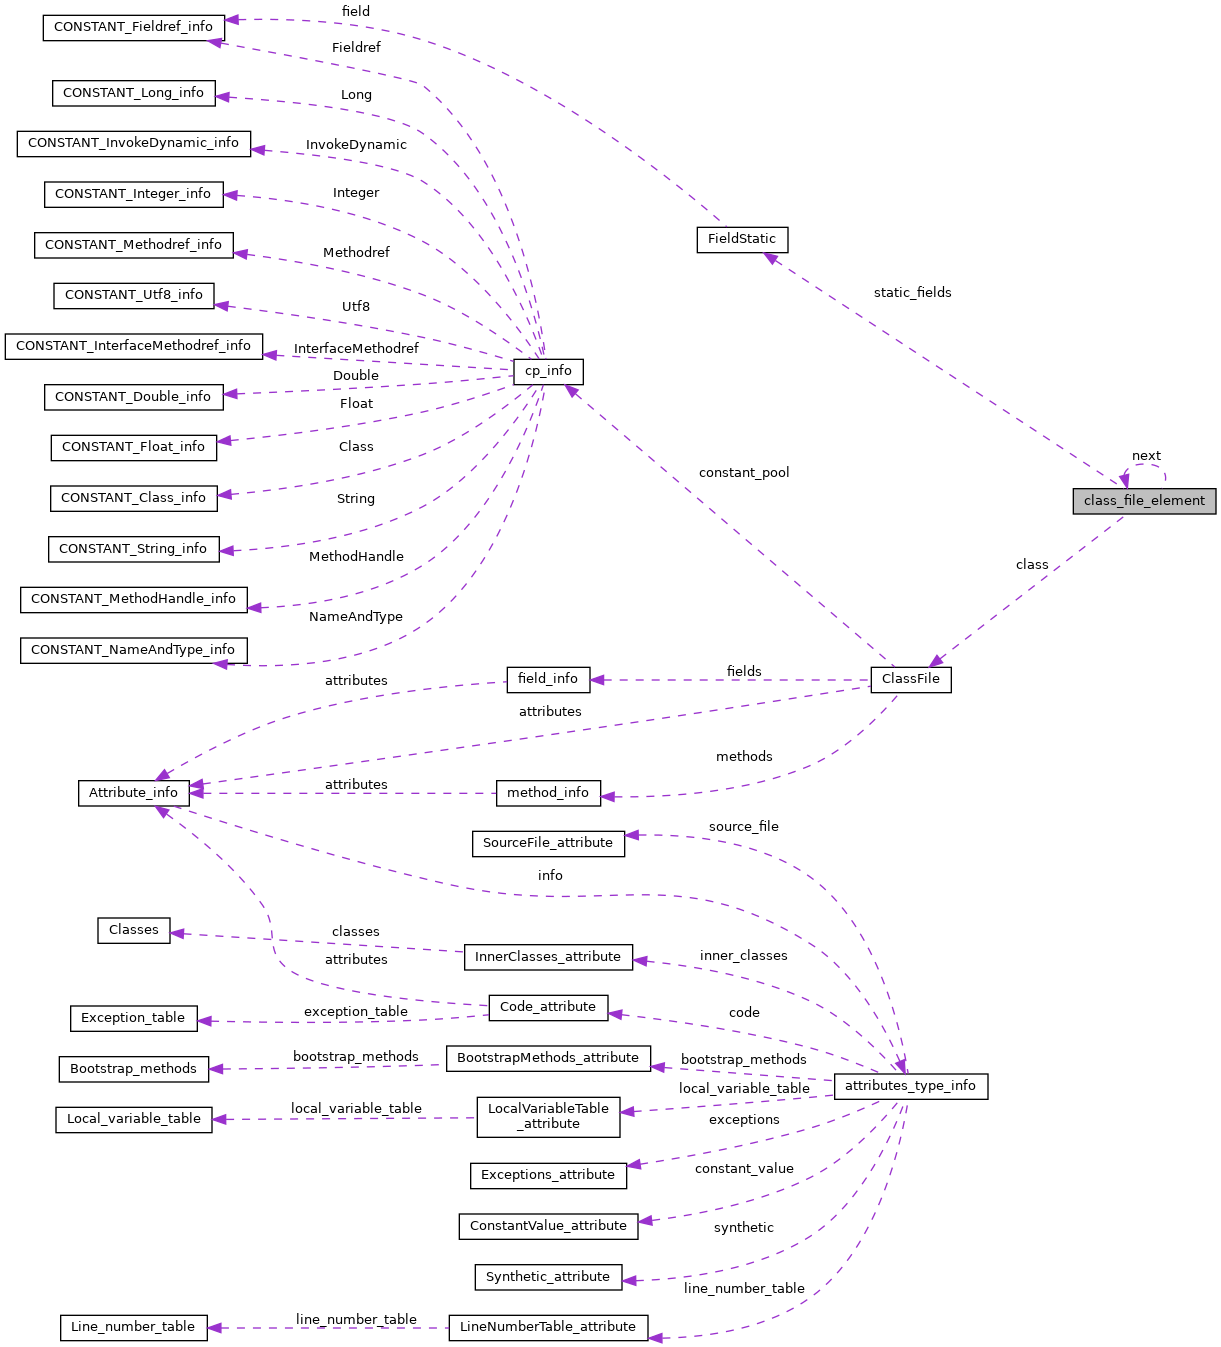 field
CONSTANT_Fieldref_info
Fieldref
CONSTANT_Long_info
Long
CONSTANT_InvokeDynamic_info
InvokeDynamic
CONSTANT_Integer_info
Integer
FieldStatic
CONSTANT_Methodref_info
Methodref
static_fields
CONSTANT_Utf8_info
Utf8
CONSTANT_InterfaceMethodref_info
InterfaceMethodref
cp_info
Double
CONSTANT_Double_info
Float
CONSTANT_Float_info
Class
next
constant_pool
CONSTANT_Class_info
String
class_file_element
CONSTANT_String_info
MethodHandle
class
CONSTANT_MethodHandle_info
NameAndType
CONSTANT_NameAndType_info
fields
attributes
field_info
ClassFile
attributes
methods
attributes
Attribute_info
method_info
source_file
SourceFile_attribute
info
Classes
classes
inner_classes
InnerClasses_attribute
attributes
Code_attribute
code
exception_table
Exception_table
bootstrap_methods
BootstrapMethods_attribute
bootstrap_methods
Bootstrap_methods
attributes_type_info
local_variable_table
local_variable_table
LocalVariableTable
_attribute
Local_variable_table
exceptions
Exceptions_attribute
constant_value
ConstantValue_attribute
synthetic
Synthetic_attribute
line_number_table
line_number_table
Line_number_table
LineNumberTable_attribute